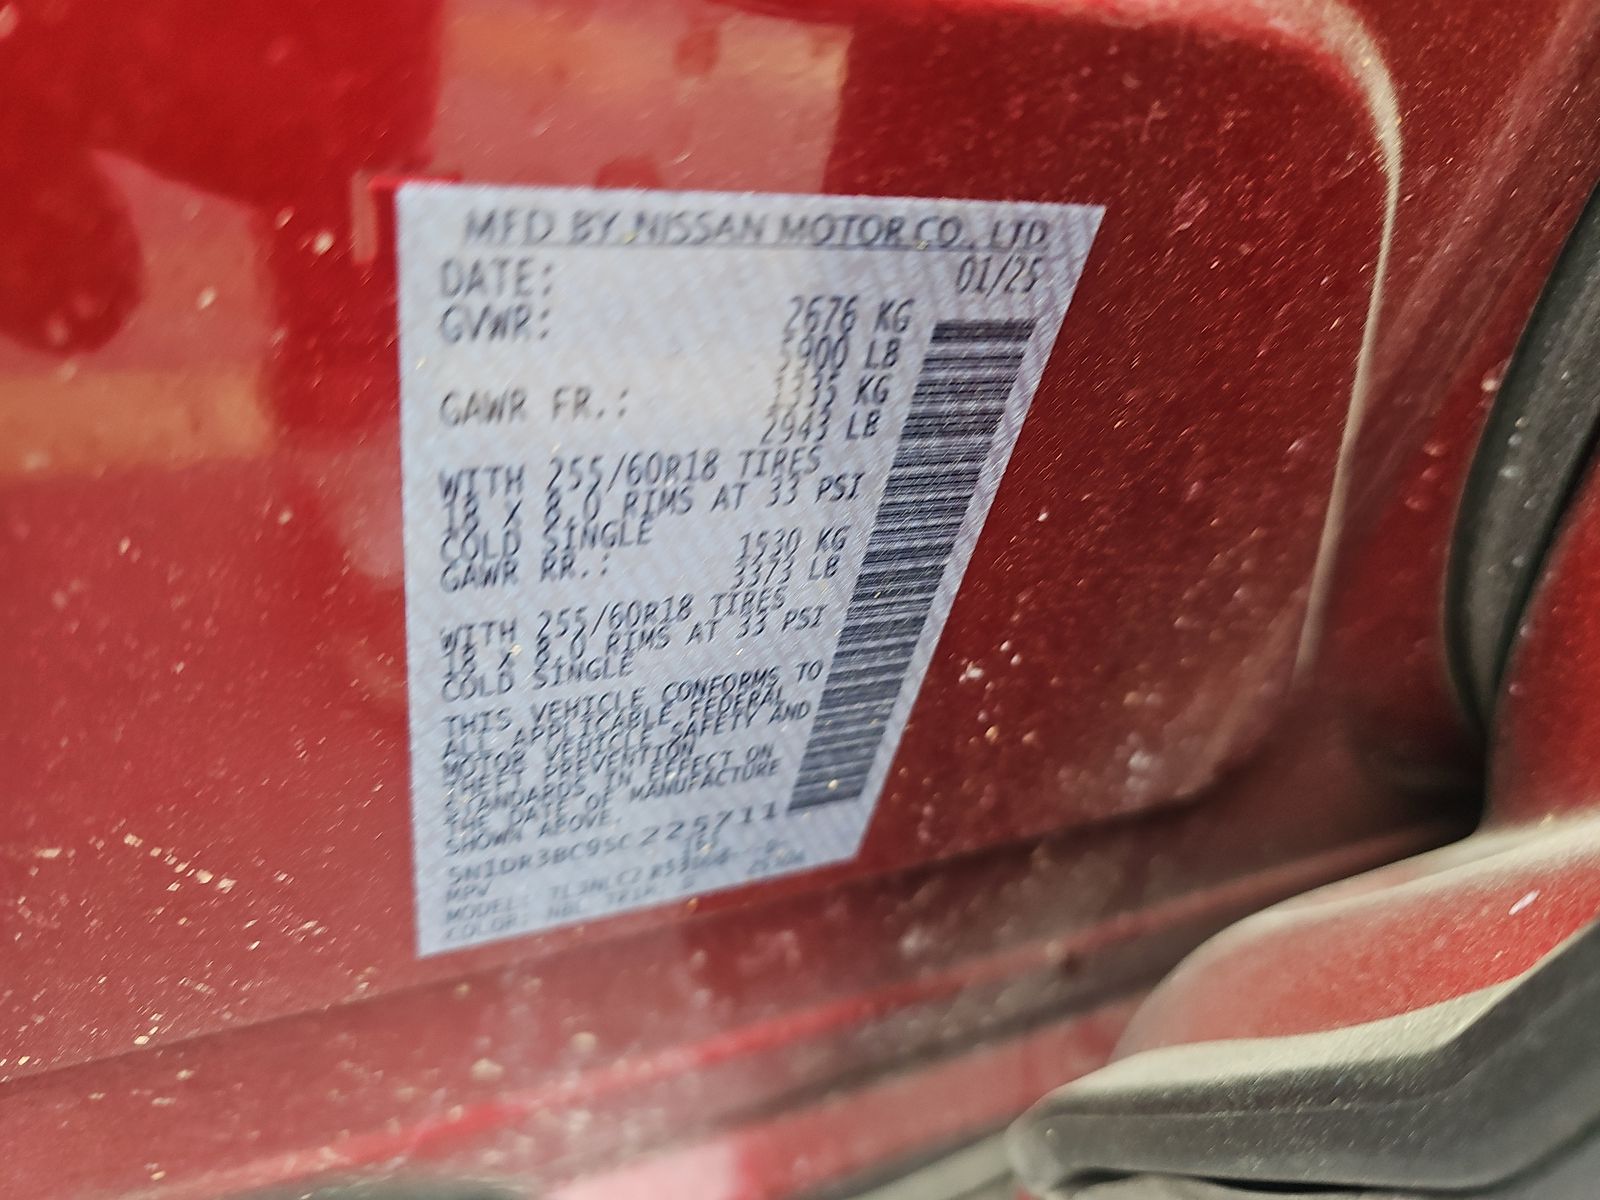 MFD BY NISSAN MOTOR CO., LTD
DATE: 01/25
GVWR: 2676 KG
5900 LB
GAWR FR.: 1335 KG
2943 LB
WITH 255/60R18 TIRES
18 X 8.0 RIMS AT 33 PSI
COLD SINGLE
GAWR RR.: 1530 KG
3373 LB
WITH 255/60R18 TIRES
18 X 8.0 RIMS AT 33 PSI
COLD SINGLE
THIS VEHICLE CONFORMS TO
ALL APPLICABLE FEDERAL
MOTOR VEHICLE SAFETY AND
THEFT PREVENTION
STANDARDS IN EFFECT ON
THE DATE OF MANUFACTURE
SHOWN ABOVE.
5N1DR3BC9SC225711
MPV
MODEL:
COLOR: NBL TRIM: G